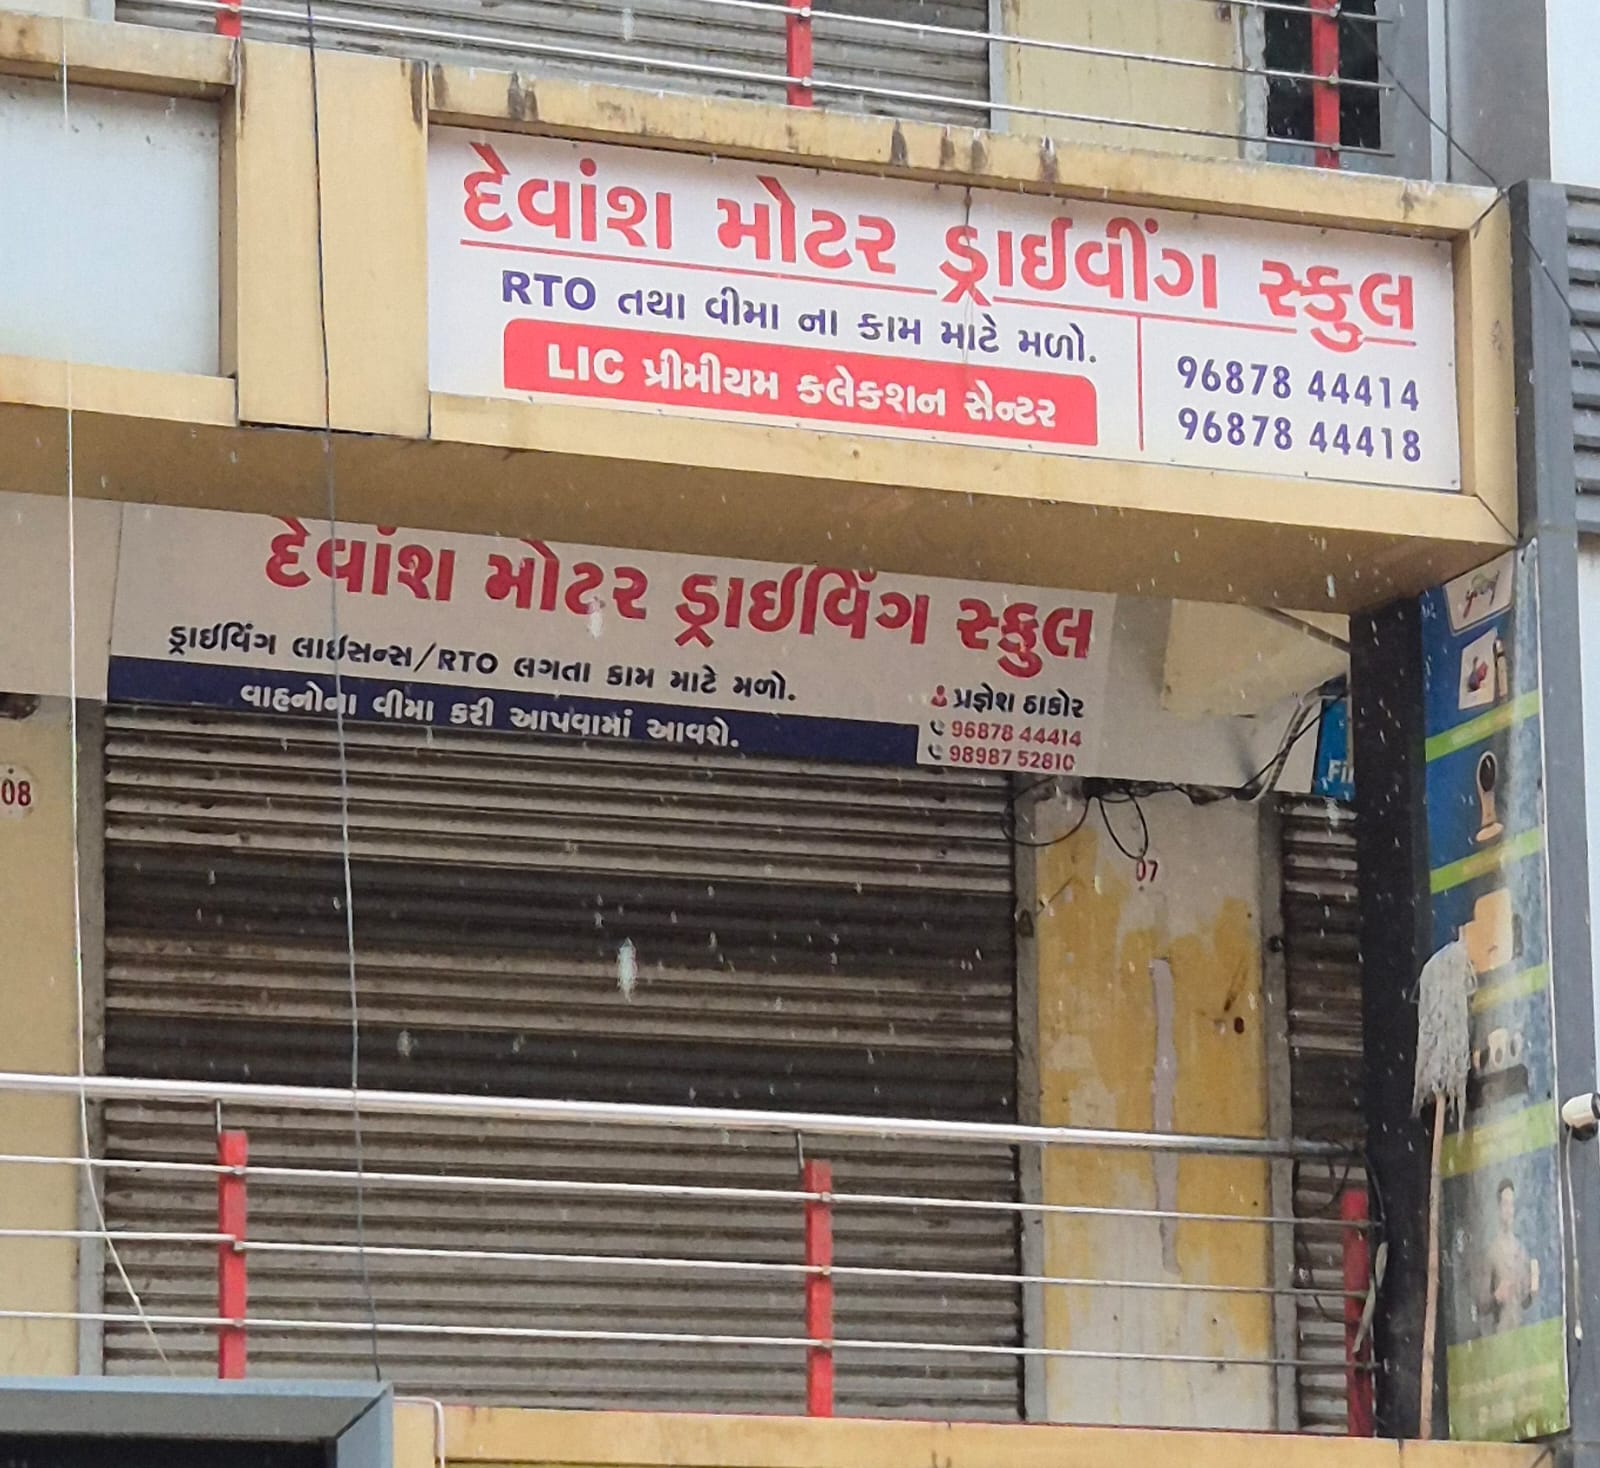 દેવાંશ મોટર ડ્રાઈવીંગ સ્કુલ
RTO તથા વીમા ના કામ માટે મળો.
LIC પ્રીમીયમ કલેકશન સેન્ટર
96878 44414
96878 44418
દેવાંશ મોટર ડ્રાઈવિંગ સ્કુલ
ડ્રાઈવિંગ લાઈસન્સ/RTO લગતા કામ માટે મળો.
વાહનોના વીમા કરી આપવામાં આવશે.
પ્રજ્ઞેશ ઠાકોર
96878 44414
98987 52810
08
07
Godrej